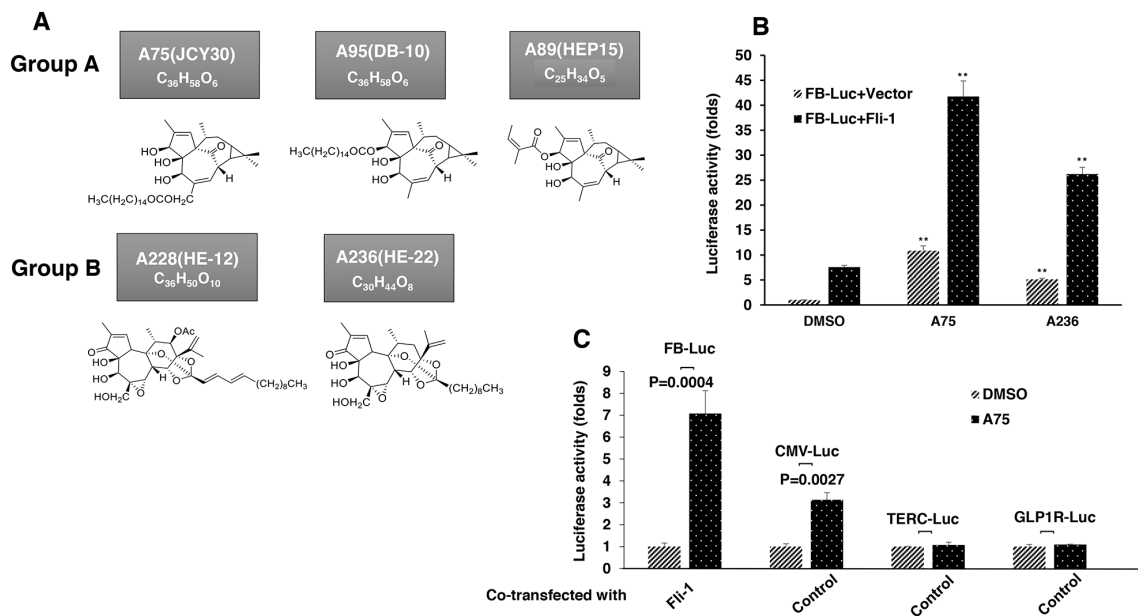 A
Group A
A75(JCY30)
C36H58O6
A95(DB-10)
C36H58O6
A89(HEP15)
C25H34O5
HO
HO
HO
H
O
H3C(H2C)14OCOH2C
H3C(H2C)14OCO
HO
HO
O
H
O
O
HO
HO
O
H
Group B
A228(HE-12)
C36H50O10
A236(HE-22)
C30H44O8
OAc
O
HO
HO
HOH2C
O
O
H
O
O
(CH2)8CH3
O
HO
HO
HOH2C
O
O
H
O
O
(CH2)8CH3
B
Luciferase activity (folds)
50
45
40
35
30
25
20
15
10
5
0
FB-Luc+Vector
FB-Luc+Fli-1
**
**
**
**
DMSO
A75
A236
C
Luciferase activity (folds)
9
8
7
6
5
4
3
2
1
0
FB-Luc
P=0.0004
CMV-Luc
P=0.0027
TERC-Luc
GLP1R-Luc
DMSO
A75
Co-transfected with
Fli-1
Control
Control
Control